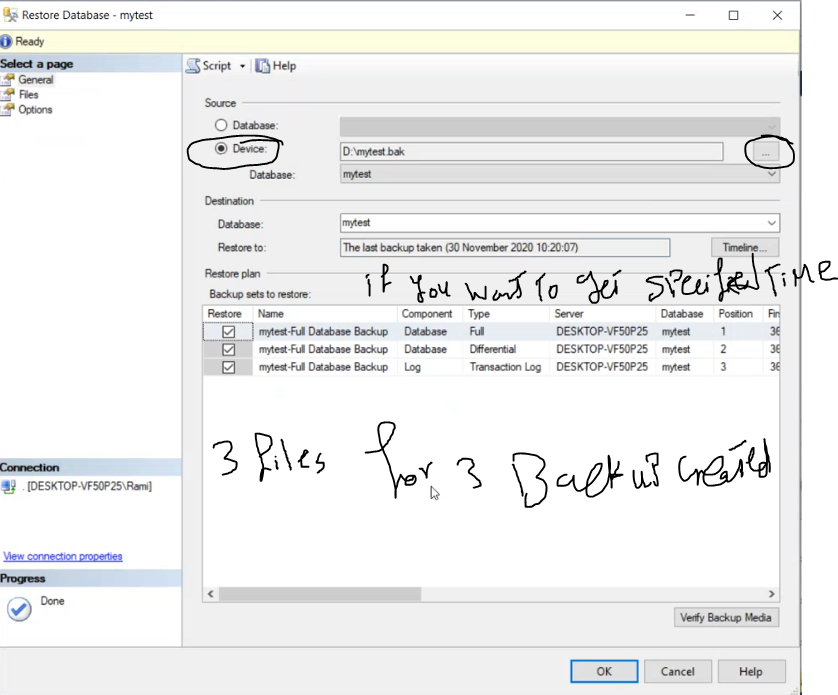 Restore Database - mytest
Ready
Select a page
General
Files
Options
Script
Help
Source
Database:
Device:
D:\mytest.bak
...
Database:
mytest
Destination
Database:
mytest
Restore to:
The last backup taken (30 November 2020 10:20:07)
Timeline...
if you want to get TIME
Restore plan
Backup sets to restore:
Restore Name Component Type Server Database Position Fin
mytest-Full Database Backup Database Full DESKTOP-VF50P25 mytest 1 36
mytest-Full Database Backup Database Differential DESKTOP-VF50P25 mytest 2 36
mytest-Full Database Backup Log Transaction Log DESKTOP-VF50P25 mytest 3 36
3 files for 3 Created
Connection
. [DESKTOP-VF50P25\Rami]
View connection properties
Progress
Done
Verify Backup Media
OK
Cancel
Help